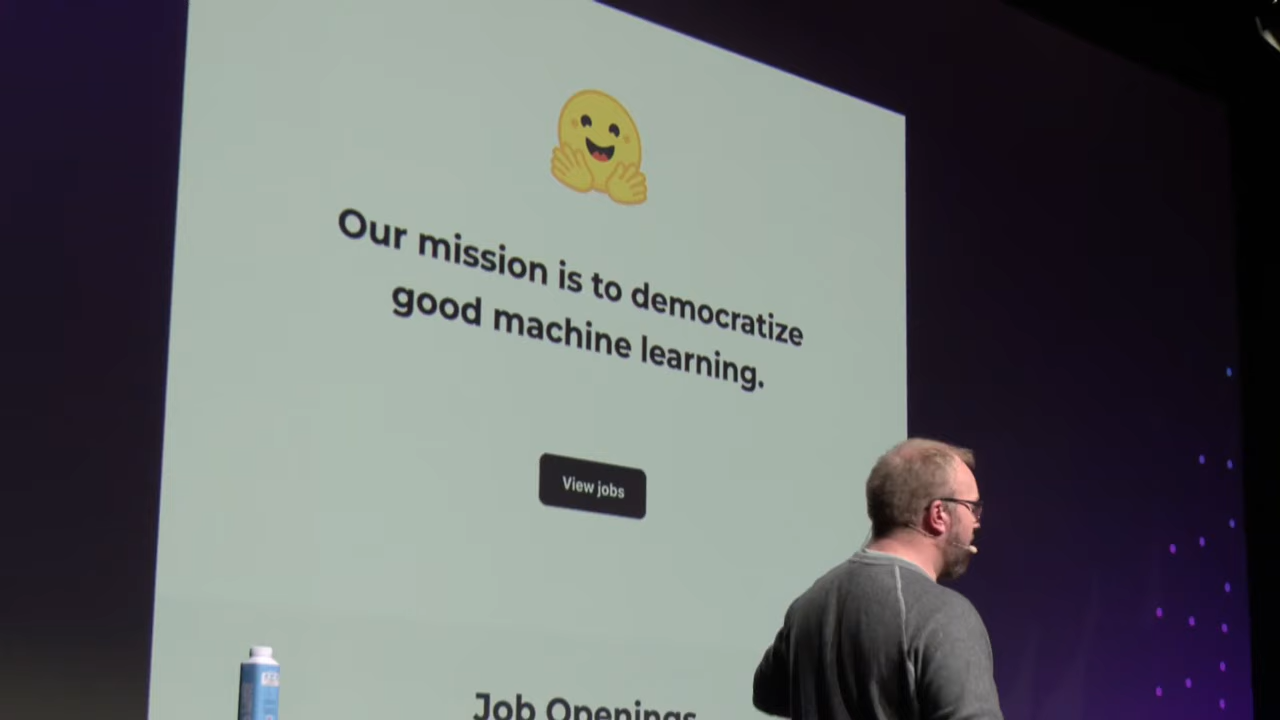 Our mission is to democratize
good machine learning.
View jobs
Job Openings